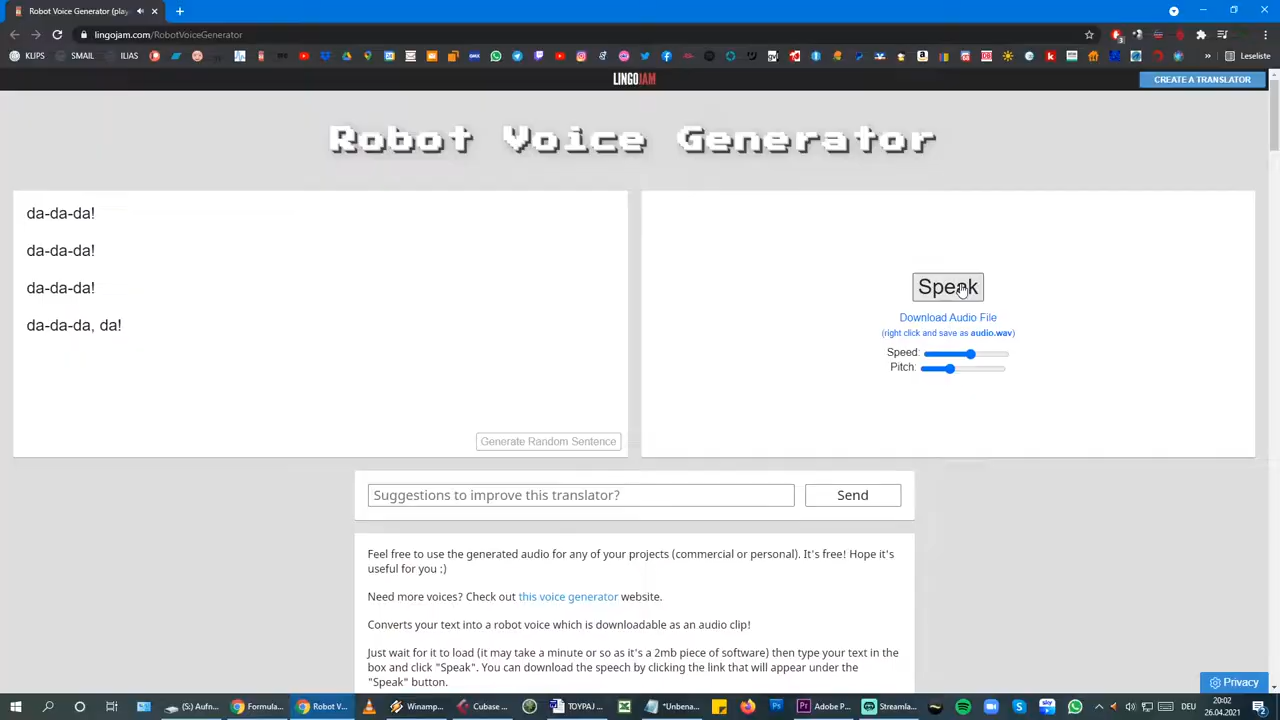 Robot Voice Generator (play
lingojam.com/RobotVoiceGenerator
KUPS SMAIL ILIAS » Leseliste
LINGOJAM CREATE A TRANSLATOR
Robot Voice Generator
da-da-da!
da-da-da!
da-da-da!
da-da-da, da!
Generate Random Sentence
Speak
Download Audio File
(right click and save as audio.wav)
Speed:
Pitch:
Suggestions to improve this translator? Send
Feel free to use the generated audio for any of your projects (commercial or personal). It's free! Hope it's
useful for you :)
Need more voices? Check out this voice generator website.
Converts your text into a robot voice which is downloadable as an audio clip!
Just wait for it to load (it may take a minute or so as it's a 2mb piece of software) then type your text in the
box and click "Speak". You can download the speech by clicking the link that will appear under the
"Speak" button.
Privacy
(S:) Aufn... Formula... Robot V... Winamp... Cubase ... TOYPAJ ... *Unbena... Adobe P... Streamla...
20:02
26.04.2021